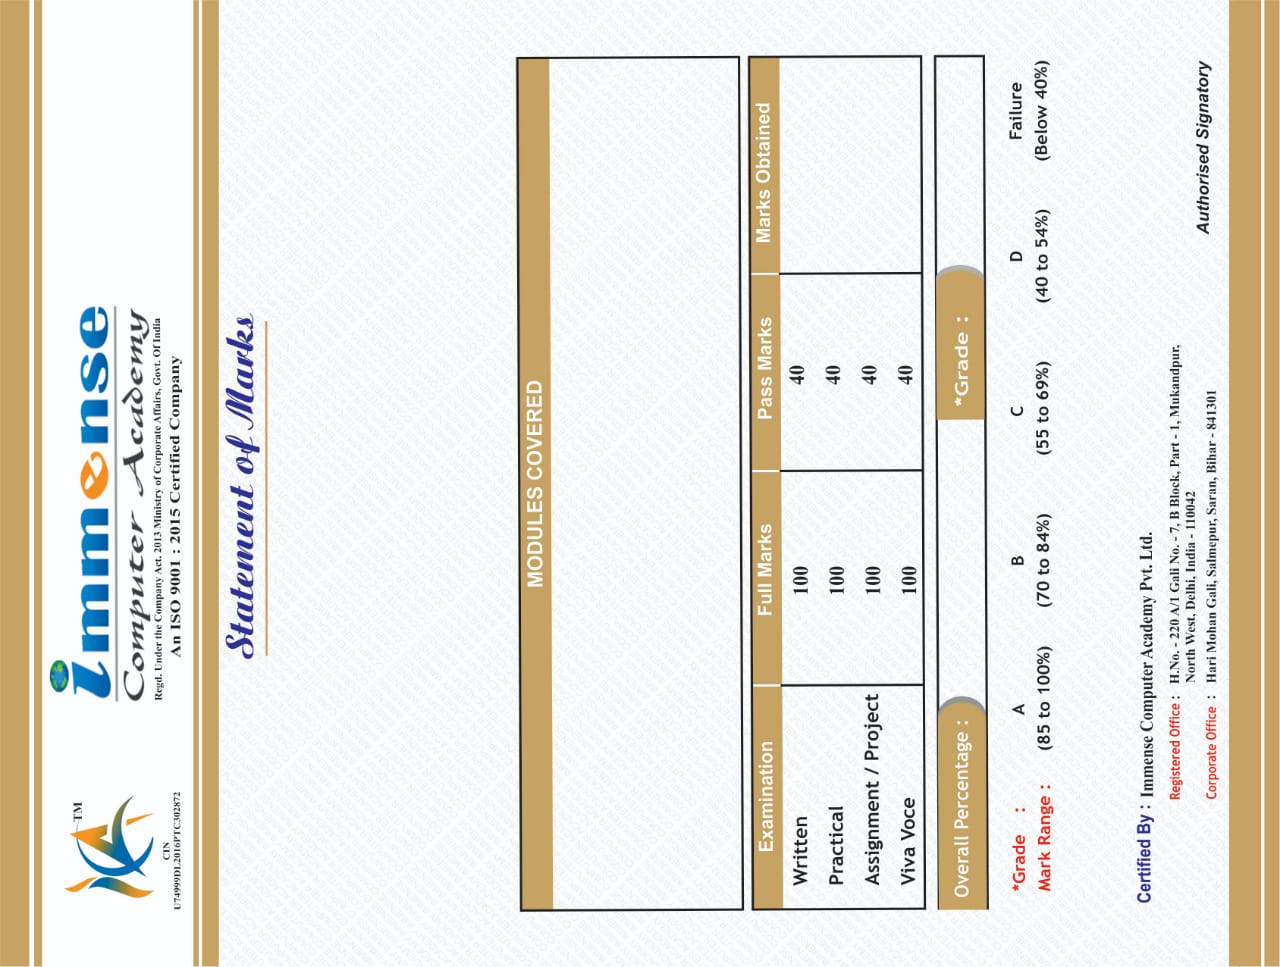 TM
CIN
U74999DL2016PTC302872
immense
Computer Academy
Regd. Under the Company Act. 2013 Ministry of Corporate Affairs, Govt. Of India
An ISO 9001 : 2015 Certified Company
Statement of Marks
MODULES COVERED
Examination Full Marks Pass Marks Marks Obtained
Written 100 40
Practical 100 40
Assignment / Project 100 40
Viva Voce 100 40
Overall Percentage : *Grade :
*Grade : A B C D Failure
Mark Range : (85 to 100%) (70 to 84%) (55 to 69%) (40 to 54%) (Below 40%)
Certified By : Immense Computer Academy Pvt. Ltd.
Registered Office : H.No. - 220 A/1 Gali No. - 7, B Block, Part - 1, Mukandpur,
North West, Delhi, India - 110042
Corporate Office : Hari Mohan Gali, Salmepur, Saran, Bihar - 841301
Authorised Signatory